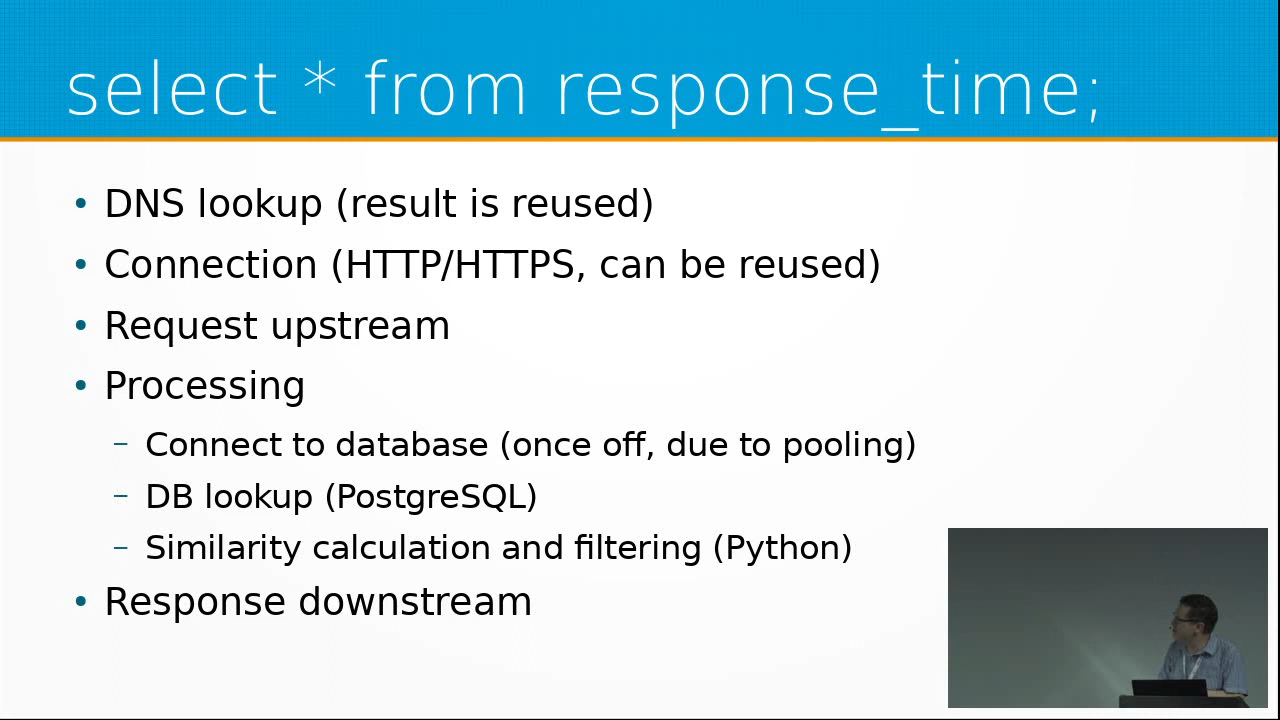 select * from response_time;
• DNS lookup (result is reused)
• Connection (HTTP/HTTPS, can be reused)
• Request upstream
• Processing
– Connect to database (once off, due to pooling)
– DB lookup (PostgreSQL)
– Similarity calculation and filtering (Python)
• Response downstream